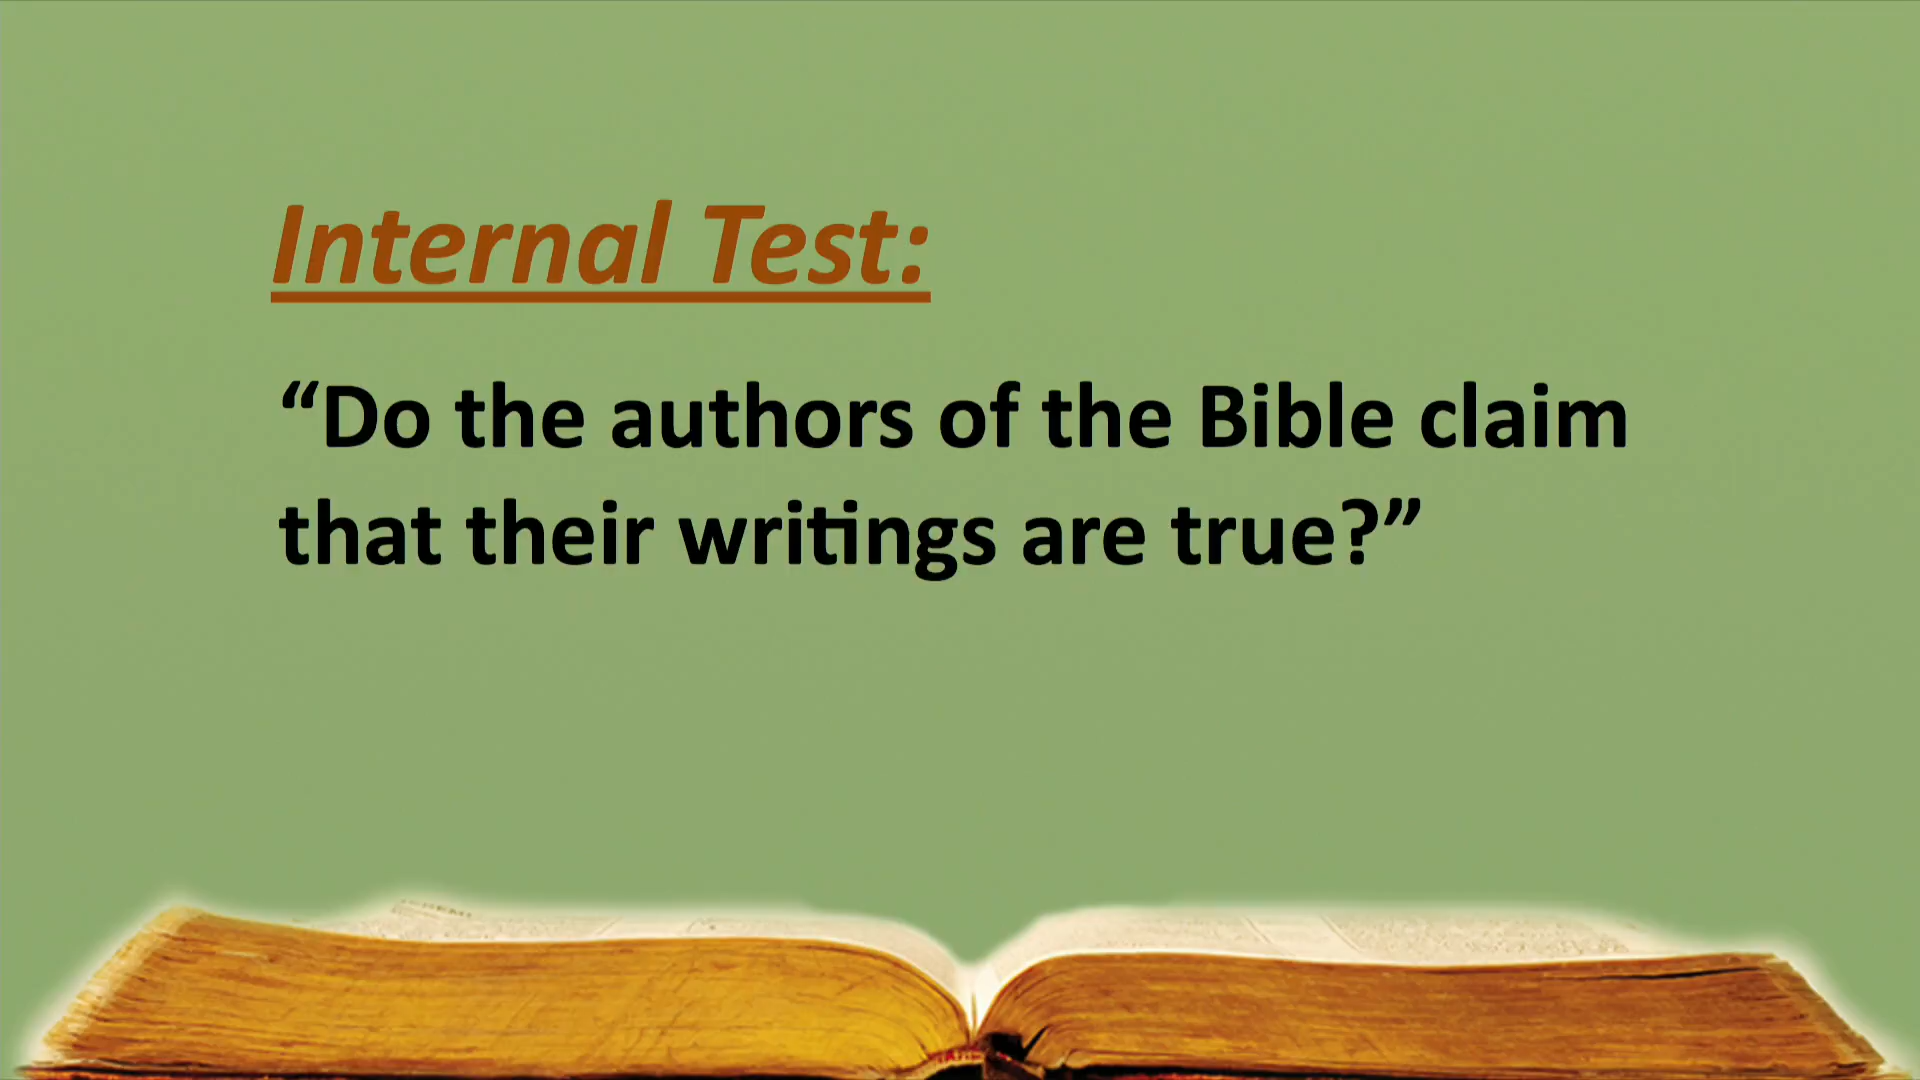 Internal Test:
“Do the authors of the Bible claim
that their writings are true?”